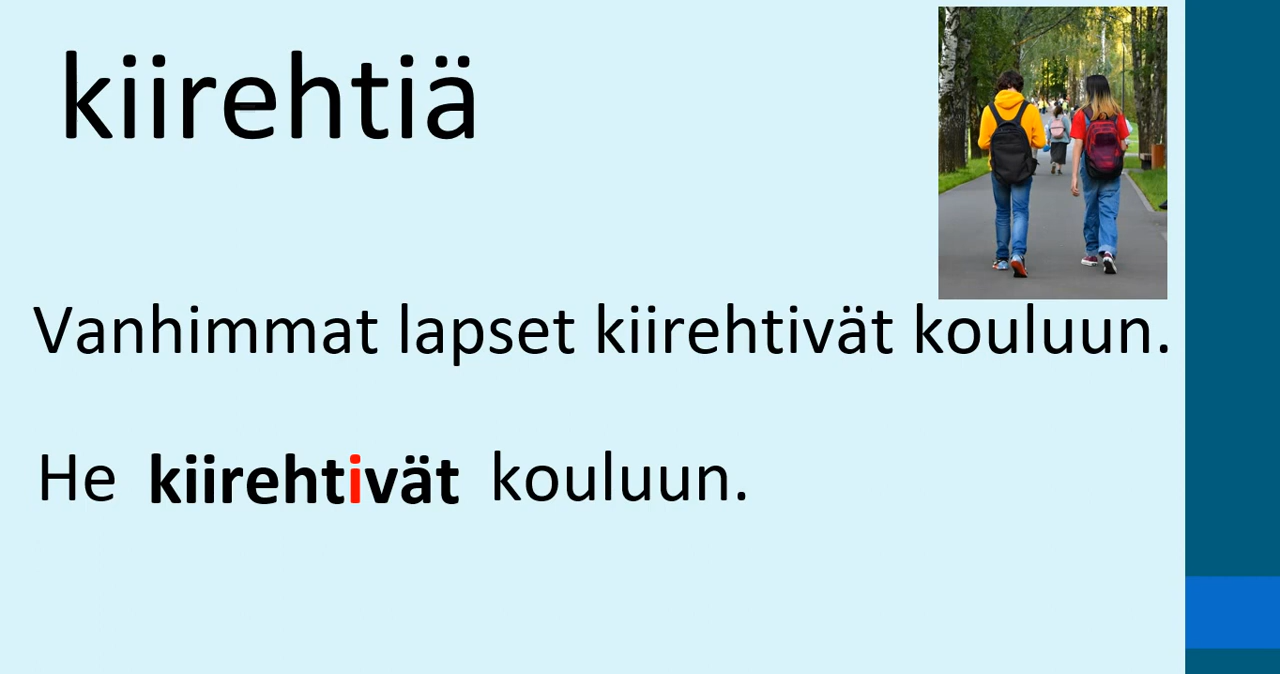 kiirehtiä
Vanhimmat lapset kiirehtivät kouluun.
He kiirehtivät kouluun.